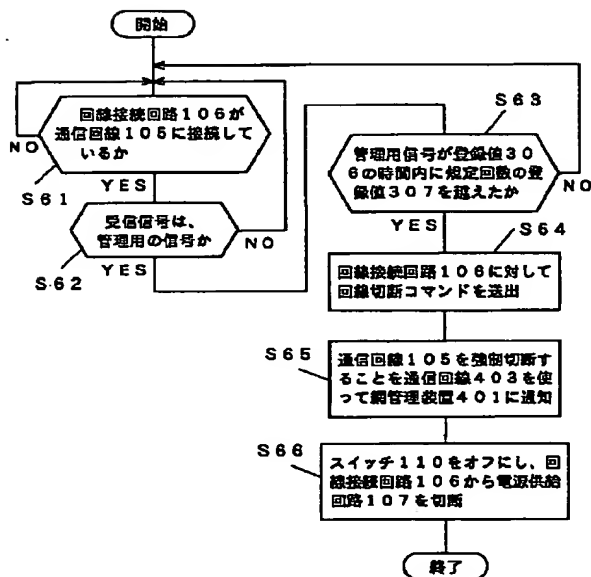 開始
回線接続回路106が
通信回線105に接続して
いるか
NO
S61
YES
受信信号は、
管理用の信号か
NO
S62
YES
S63
管理用信号が登録値30
6の時間内に規定回数の登
録値307を越えたか
NO
YES
S64
回線接続回路106に対して
回線切断コマンドを送出
S65
通信回線105を強制切断す
ることを通信回線403を使
って網管理装置401に通知
S66
スイッチ110をオフにし、回
線接続回路106から電源供給
回路107を切断
終了